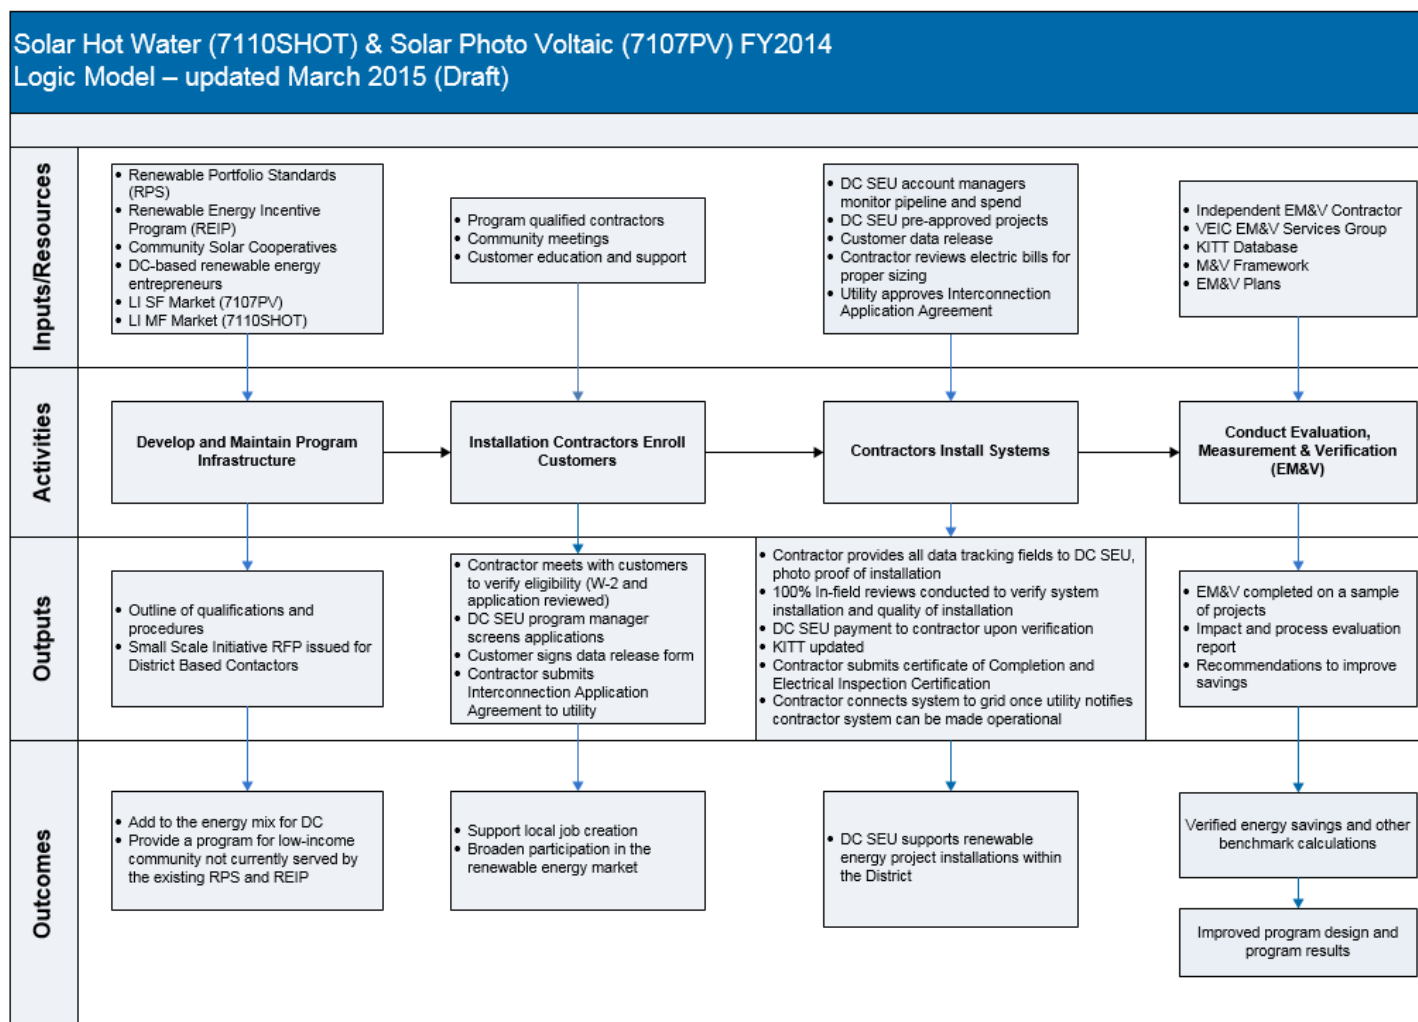 Solar Hot Water (7110SHOT) & Solar Photo Voltaic (7107PV) FY2014
Logic Model – updated March 2015 (Draft)
Inputs/Resources
• Renewable Portfolio Standards
(RPS)
• Renewable Energy Incentive
Program (REIP)
• Community Solar Cooperatives
• DC-based renewable energy
entrepreneurs
• LI SF Market (7107PV)
• LI MF Market (7110SHOT)
• Program qualified contractors
• Community meetings
• Customer education and support
• DC SEU account managers
monitor pipeline and spend
• DC SEU pre-approved projects
• Customer data release
• Contractor reviews electric bills for
proper sizing
• Utility approves Interconnection
Application Agreement
• Independent EM&V Contractor
• VEIC EM&V Services Group
• KITT Database
• M&V Framework
• EM&V Plans
Activities
Develop and Maintain Program
Infrastructure
Installation Contractors Enroll
Customers
Contractors Install Systems
Conduct Evaluation,
Measurement & Verification
(EM&V)
Outputs
• Outline of qualifications and
procedures
• Small Scale Initiative RFP issued for
District Based Contactors
• Contractor meets with customers
to verify eligibility (W-2 and
application reviewed)
• DC SEU program manager
screens applications
• Customer signs data release form
• Contractor submits
Interconnection Application
Agreement to utility
• Contractor provides all data tracking fields to DC SEU,
photo proof of installation
• 100% In-field reviews conducted to verify system
installation and quality of installation
• DC SEU payment to contractor upon verification
• KITT updated
• Contractor submits certificate of Completion and
Electrical Inspection Certification
• Contractor connects system to grid once utility notifies
contractor system can be made operational
• EM&V completed on a sample
of projects
• Impact and process evaluation
report
• Recommendations to improve
savings
Outcomes
• Add to the energy mix for DC
• Provide a program for low-income
community not currently served by
the existing RPS and REIP
• Support local job creation
• Broaden participation in the
renewable energy market
• DC SEU supports renewable
energy project installations within
the District
Verified energy savings and other
benchmark calculations
Improved program design and
program results